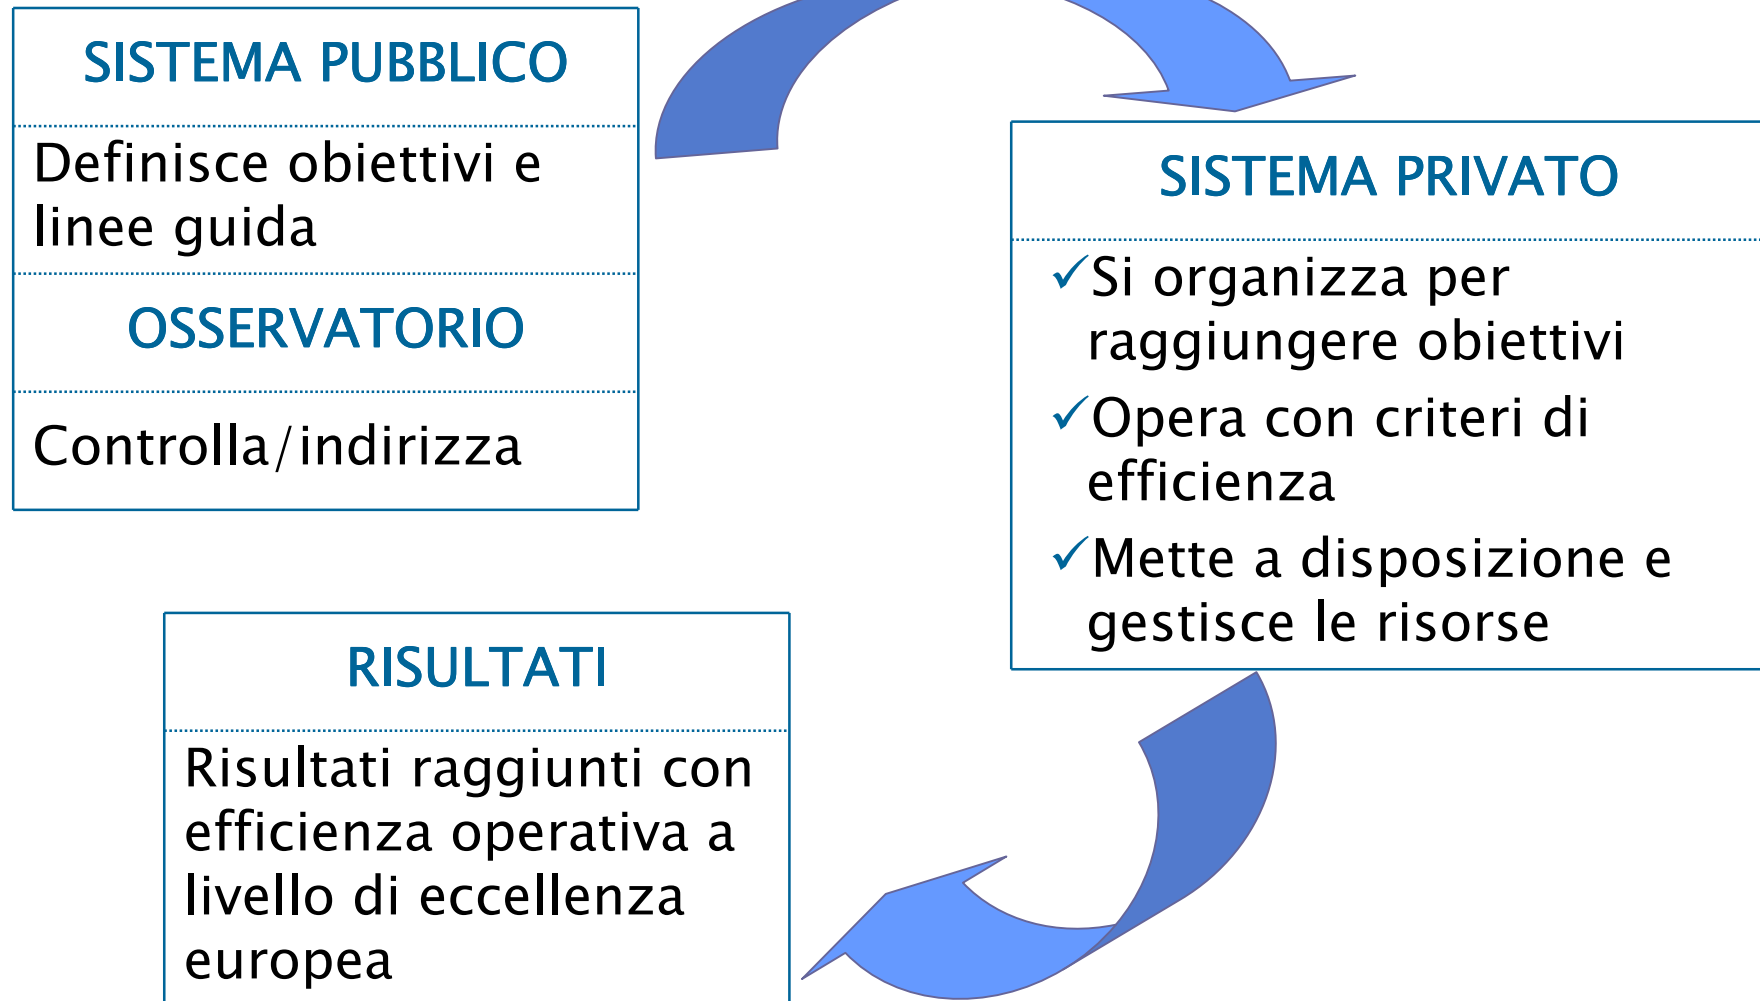 SISTEMA PUBBLICO
Definisce obiettivi e
linee guida
OSSERVATORIO
Controlla/indirizza
SISTEMA PRIVATO
✓Si organizza per
raggiungere obiettivi
✓Opera con criteri di
efficienza
✓Mette a disposizione e
gestisce le risorse
RISULTATI
Risultati raggiunti con
efficienza operativa a
livello di eccellenza
europea